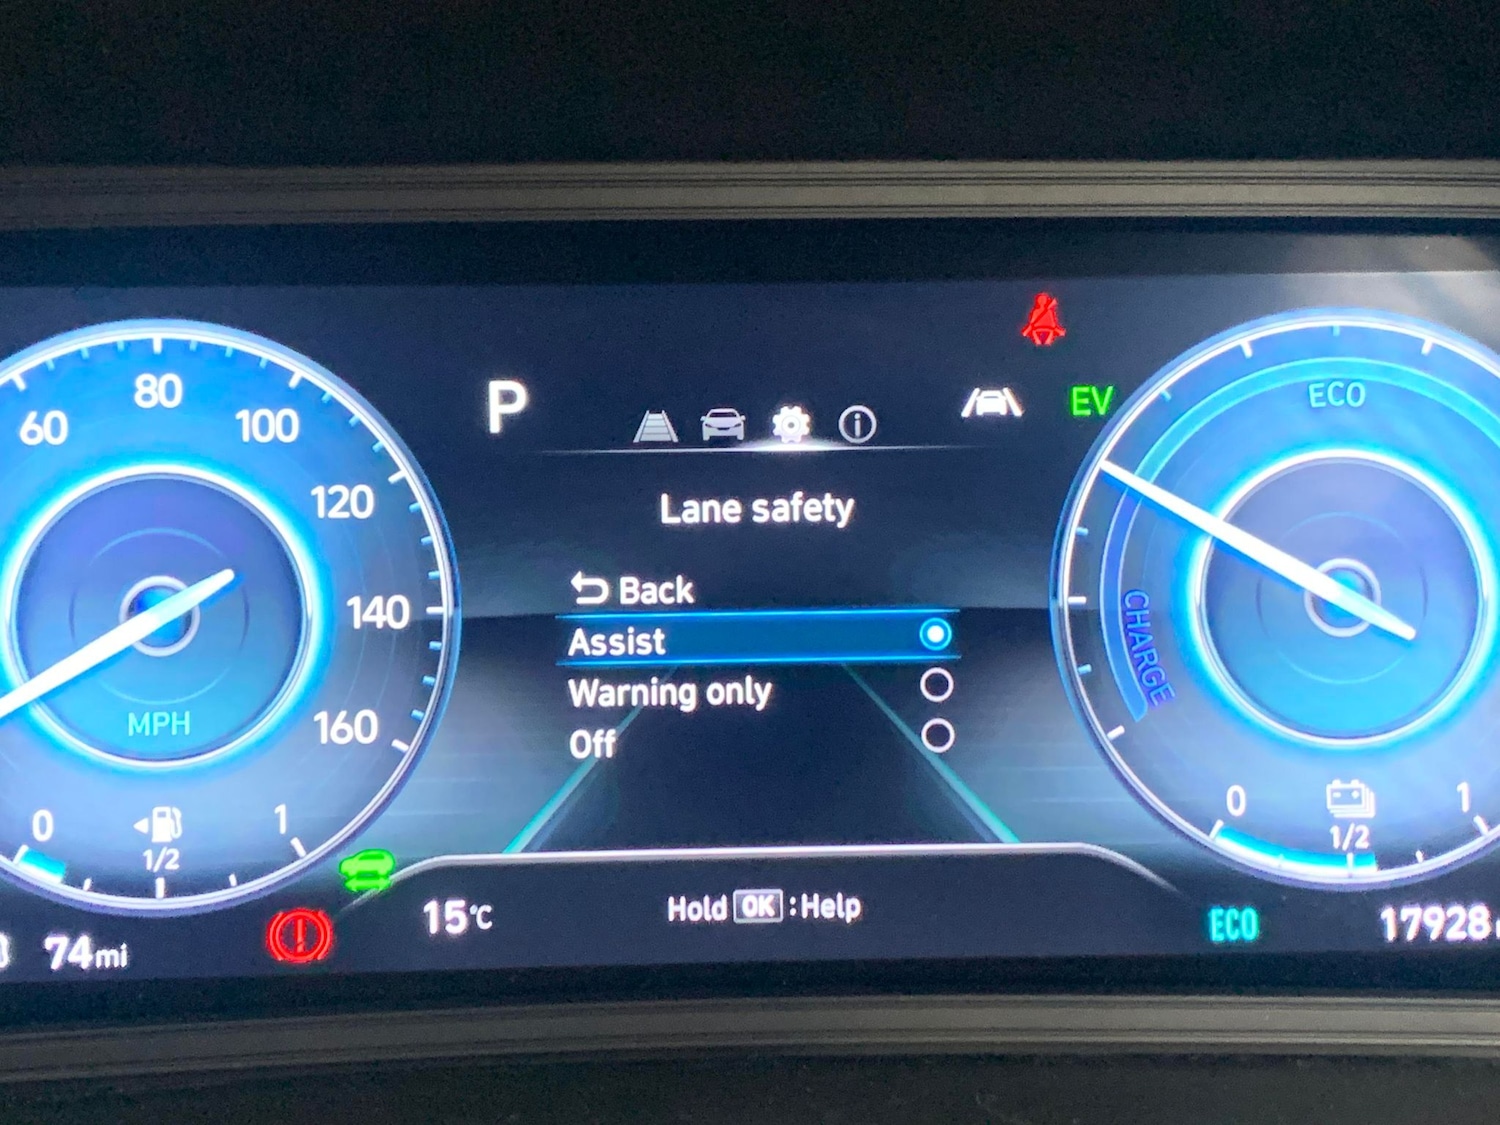 60
80
100
120
140
160
MPH
0
1/2
1
74mi
P
Lane safety
Back
Assist
Warning only
Off
15°C
Hold OK :Help
EV
ECO
CHARGE
0
1/2
1
ECO
17928